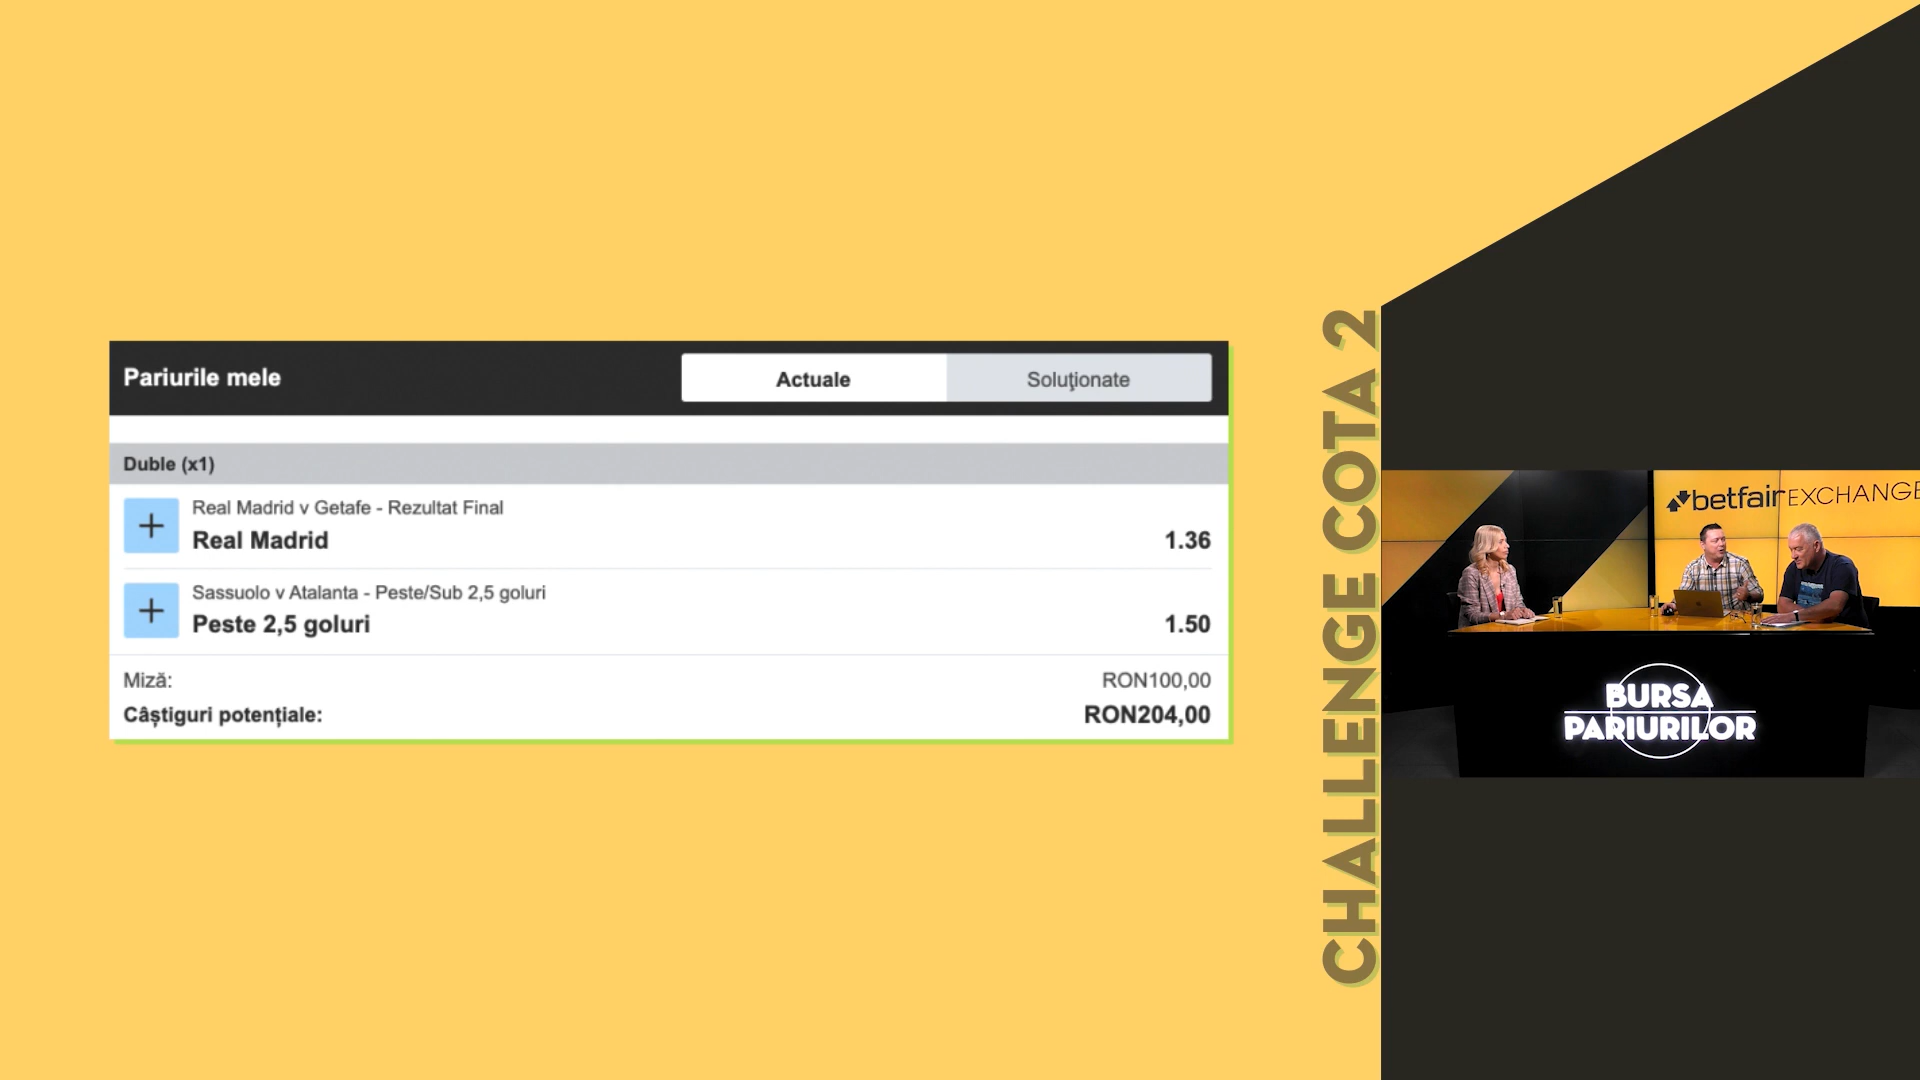 Pariurile mele
Actuale
Soluţionate
Duble (x1)
Real Madrid v Getafe - Rezultat Final
Real Madrid
1.36
Sassuolo v Atalanta - Peste/Sub 2,5 goluri
Peste 2,5 goluri
1.50
Miză:
RON100,00
Câștiguri potențiale:
RON204,00
CHALLENGE COTA 2
betfair EXCHANGE
BURSA
PARIURILOR